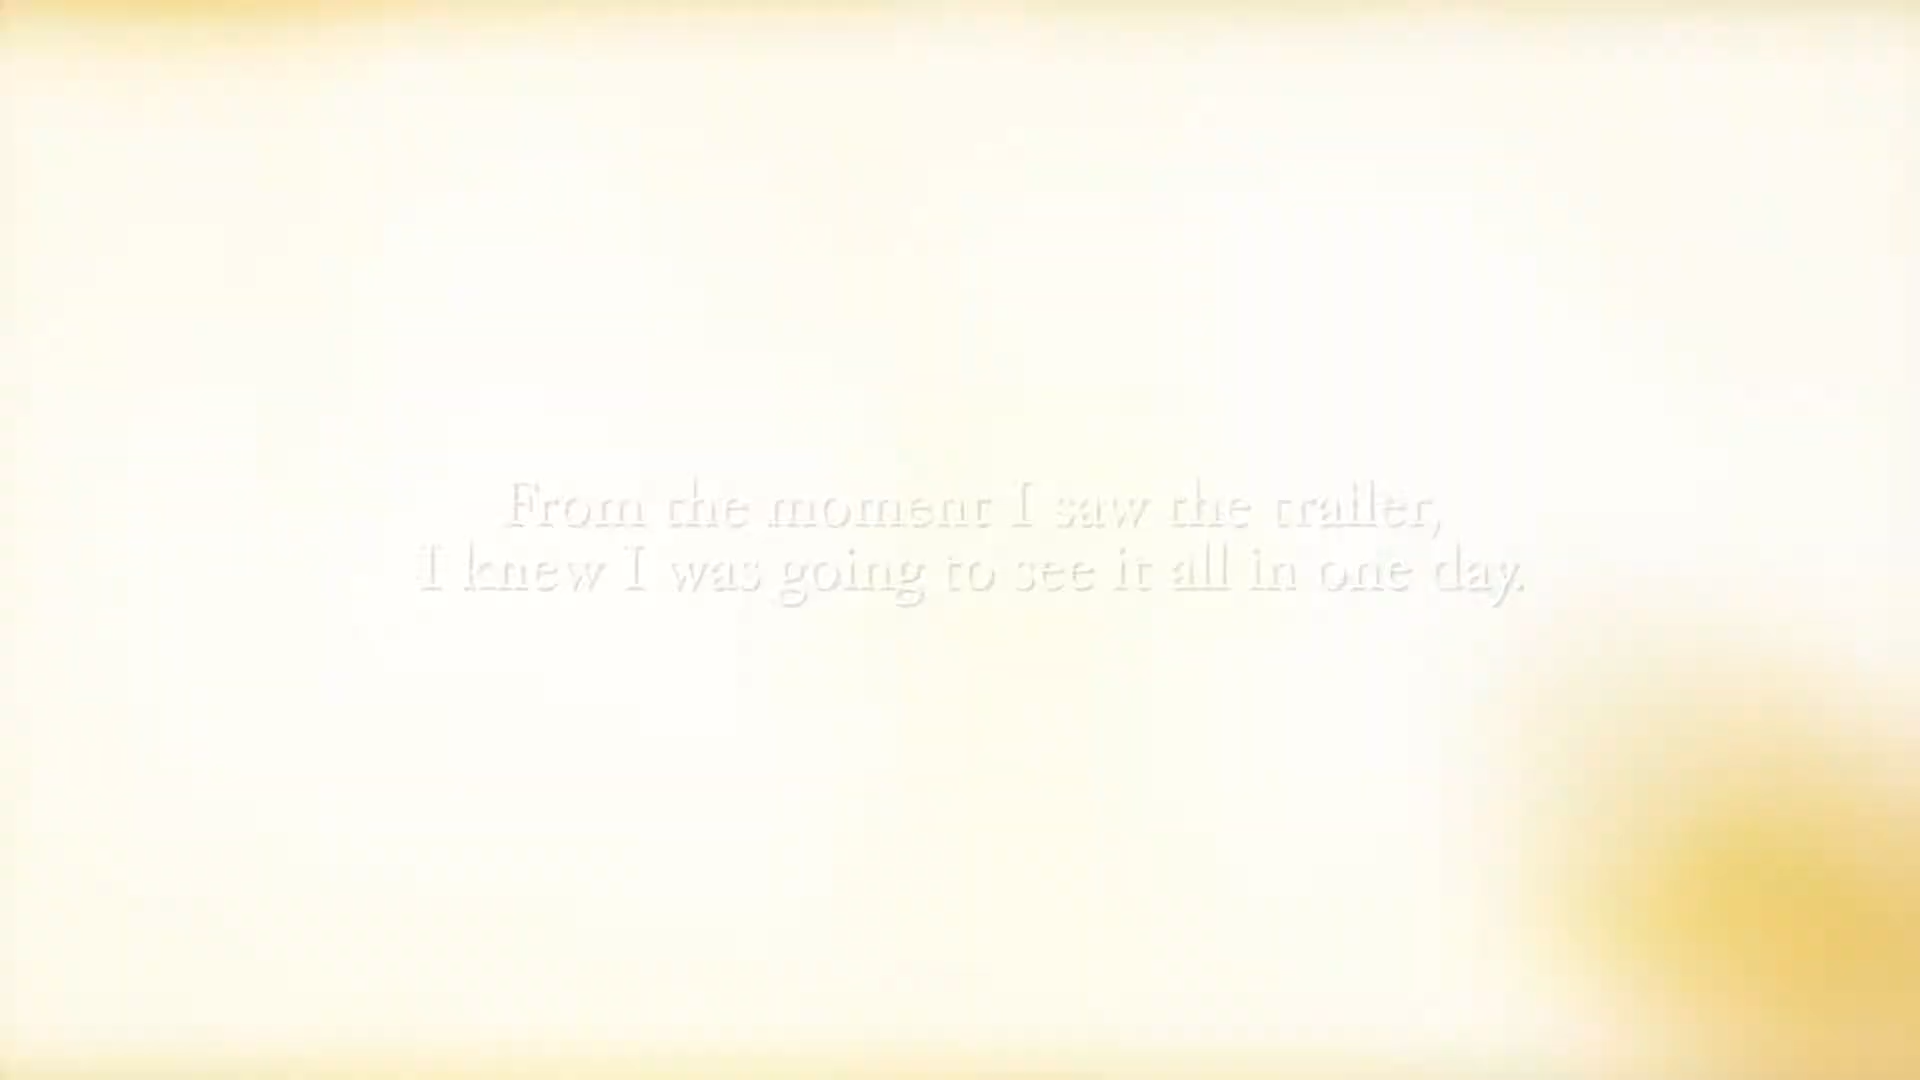 From the moment I saw the trailer,
I knew I was going to see it all in one day.